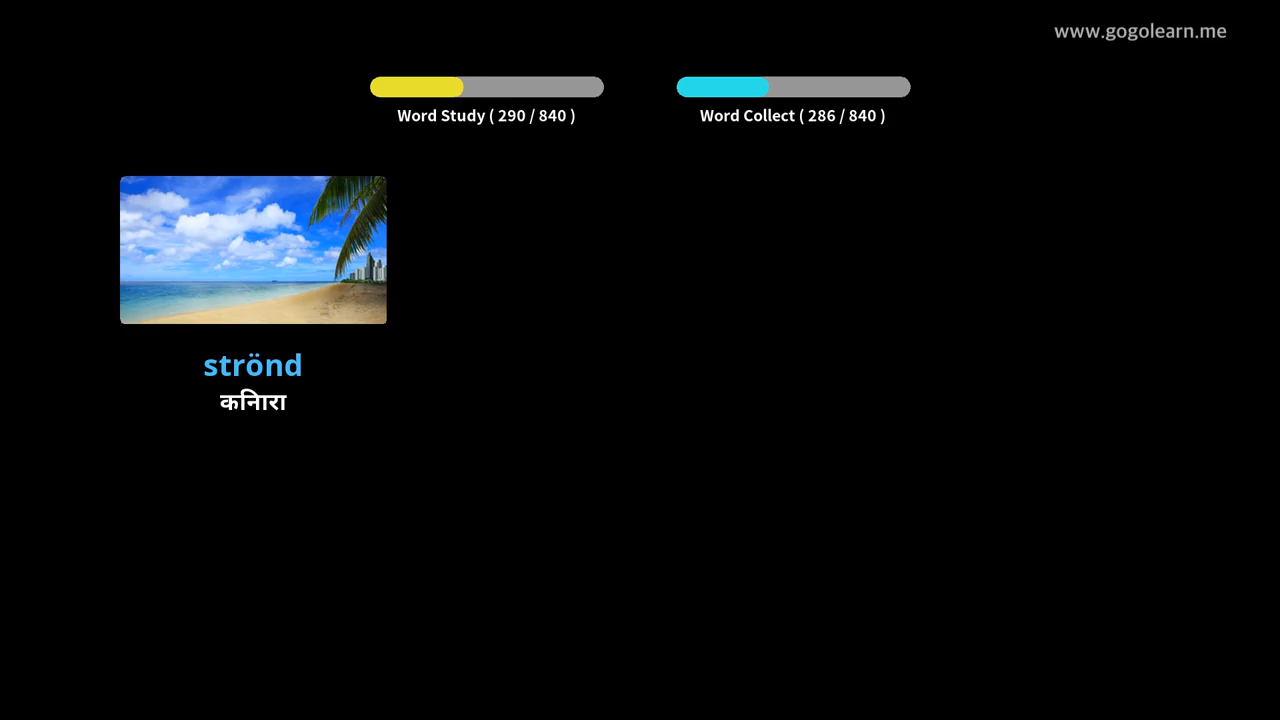 www.gogolearn.me
Word Study ( 290 / 840 )
Word Collect ( 286 / 840 )
strönd
किनारा